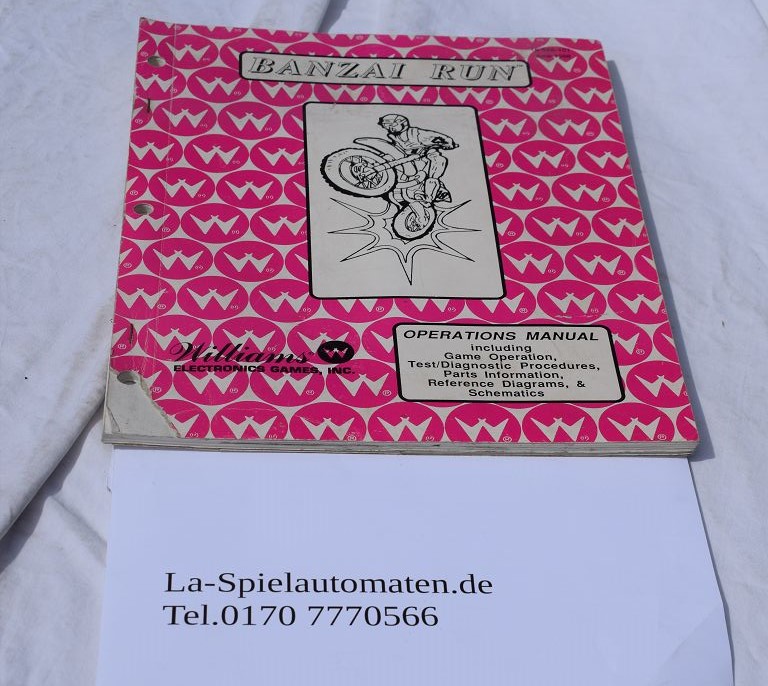 BANZAI RUN
Williams
ELECTRONICS GAMES, INC.
OPERATIONS MANUAL
including
Game Operation,
Test/Diagnostic Procedures,
Parts Information,
Reference Diagrams, &
Schematics
La-Spielautomaten.de
Tel.0170 7770566